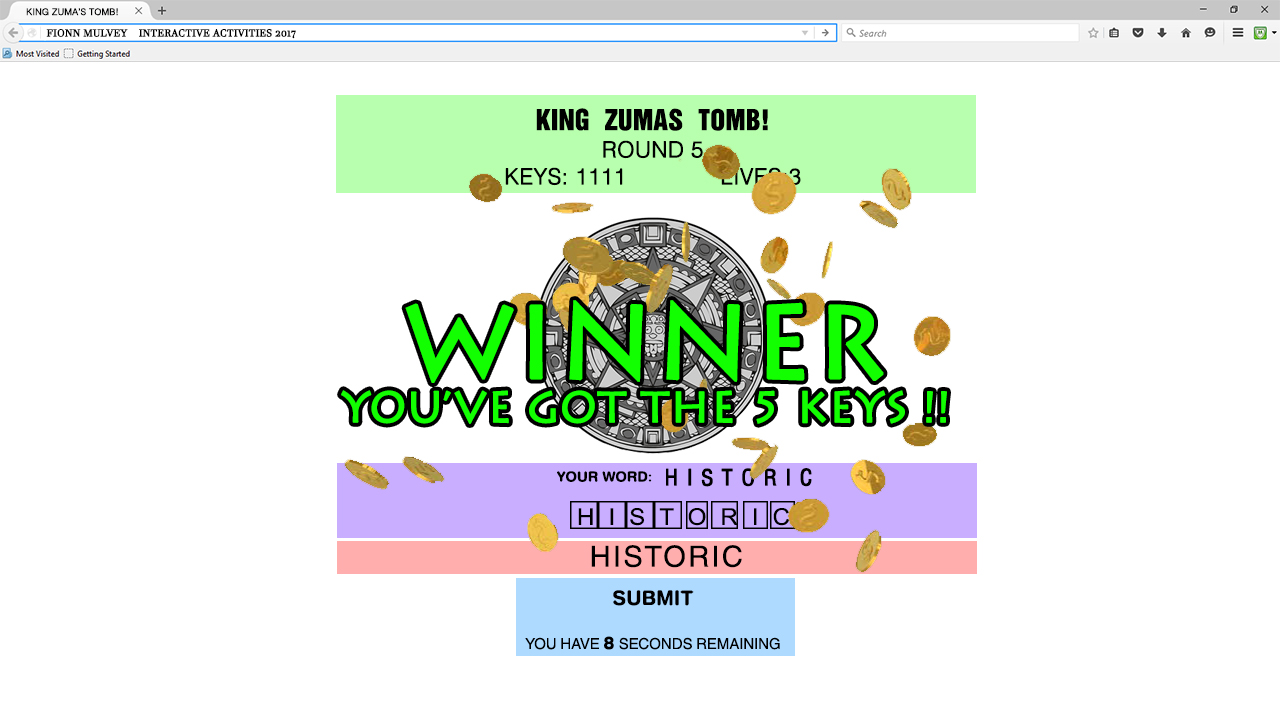 KING ZUMA'S TOMB!
FIONN MULVEY INTERACTIVE ACTIVITIES 2017
Search
Most Visited Getting Started
KING ZUMAS TOMB!
ROUND 5
KEYS: 1111 LIVES:3
WINNER
YOU'VE GOT THE 5 KEYS !!
YOUR WORD: HISTORIC
HISTORIC
HISTORIC
SUBMIT
YOU HAVE 8 SECONDS REMAINING